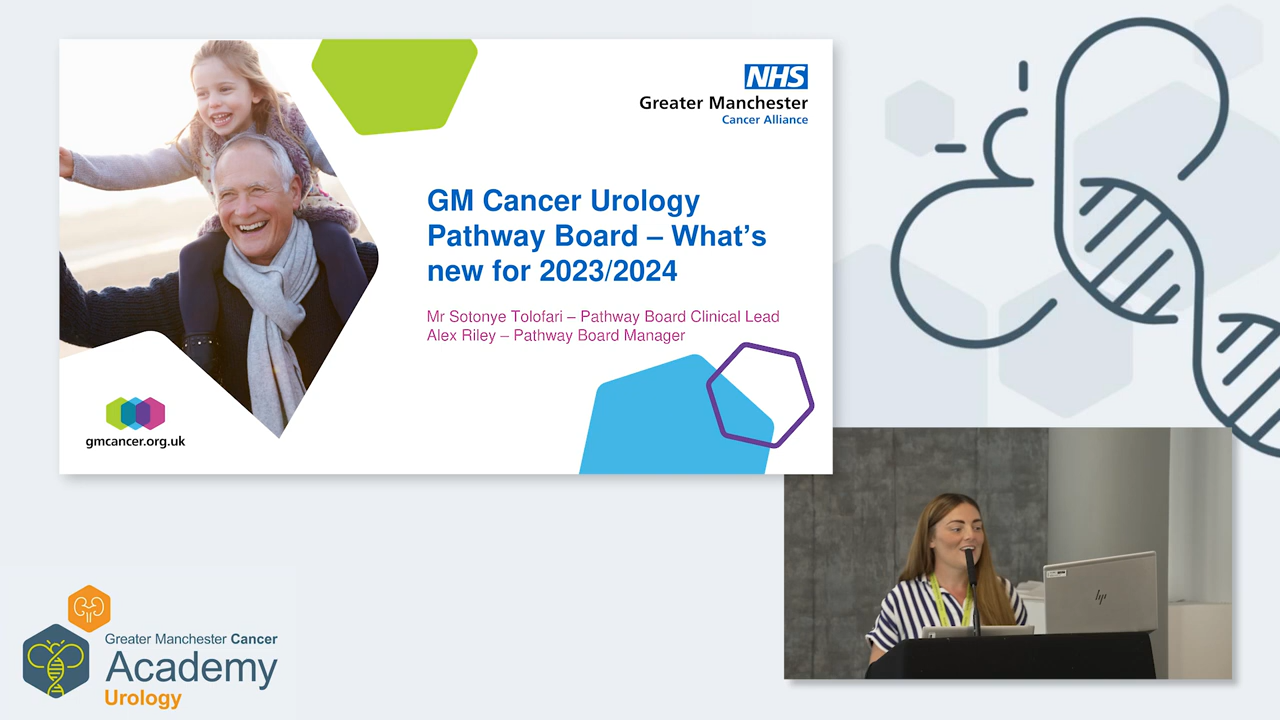 NHS
Greater Manchester
Cancer Alliance
GM Cancer Urology
Pathway Board – What's
new for 2023/2024
Mr Sotonye Tolofari – Pathway Board Clinical Lead
Alex Riley – Pathway Board Manager
gmcancer.org.uk
hp
Greater Manchester Cancer
Academy
Urology